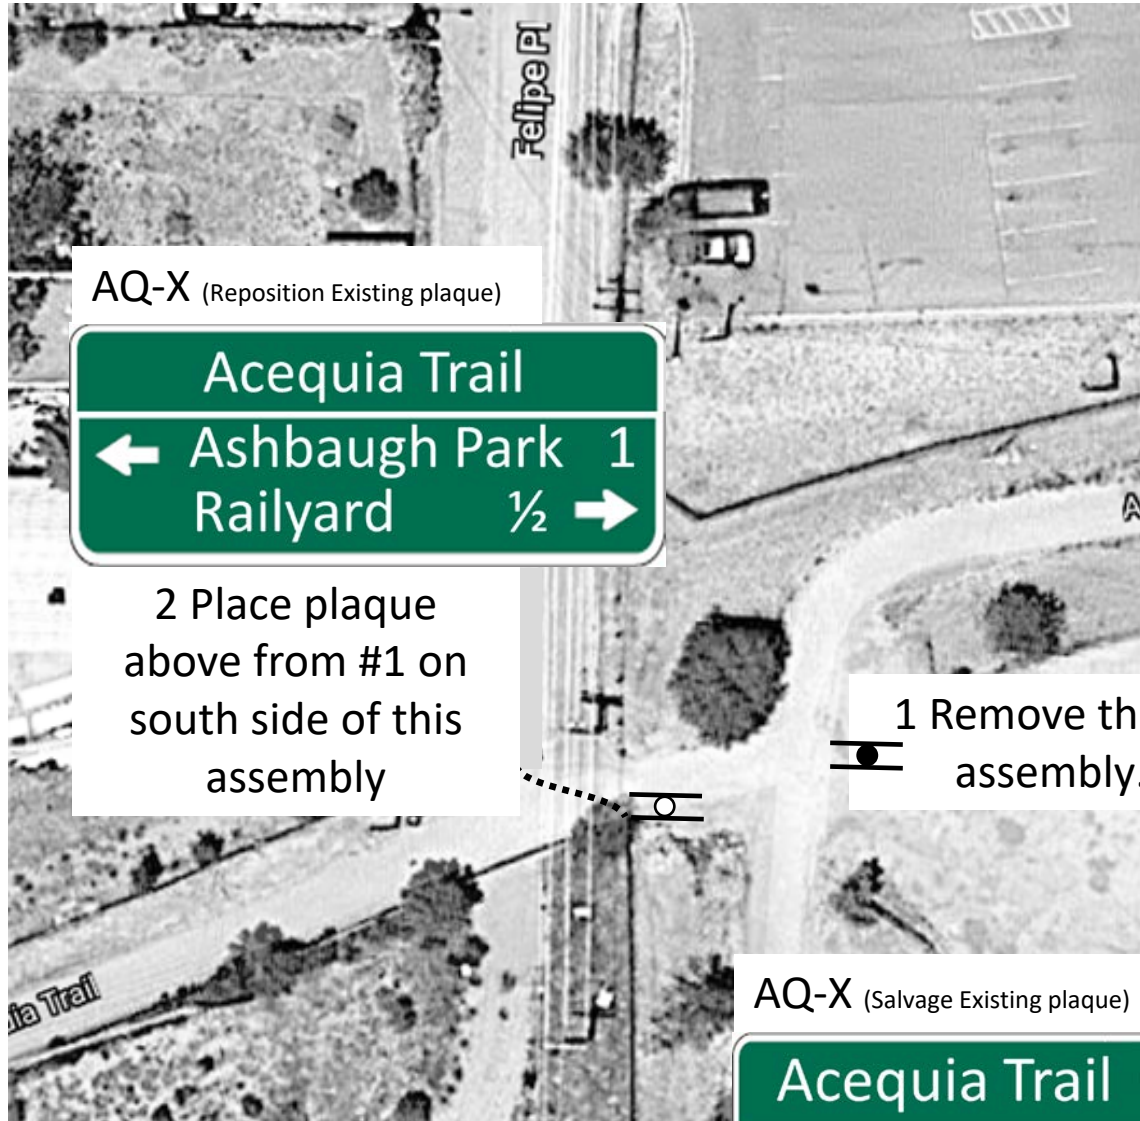 Felipe Pl
AQ-X (Reposition Existing plaque)
Acequia Trail
← Ashbaugh Park 1
Railyard ½ →
2 Place plaque
above from #1 on
south side of this
assembly
1 Remove th
assembly.
Trail
AQ-X (Salvage Existing plaque)
Acequia Trail